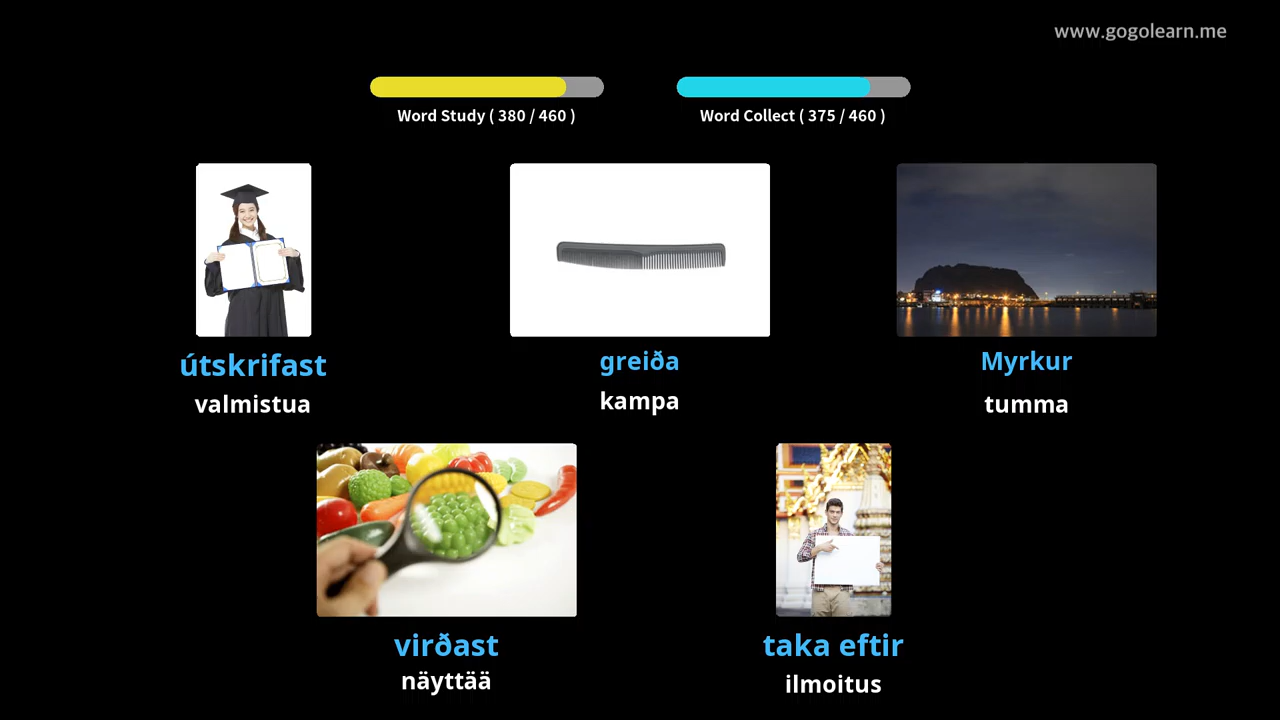 www.gogolearn.me
Word Study ( 380 / 460 )
Word Collect ( 375 / 460 )
útskrifast
valmistua
greiða
kampa
Myrkur
tumma
virðast
näyttää
taka eftir
ilmoitus